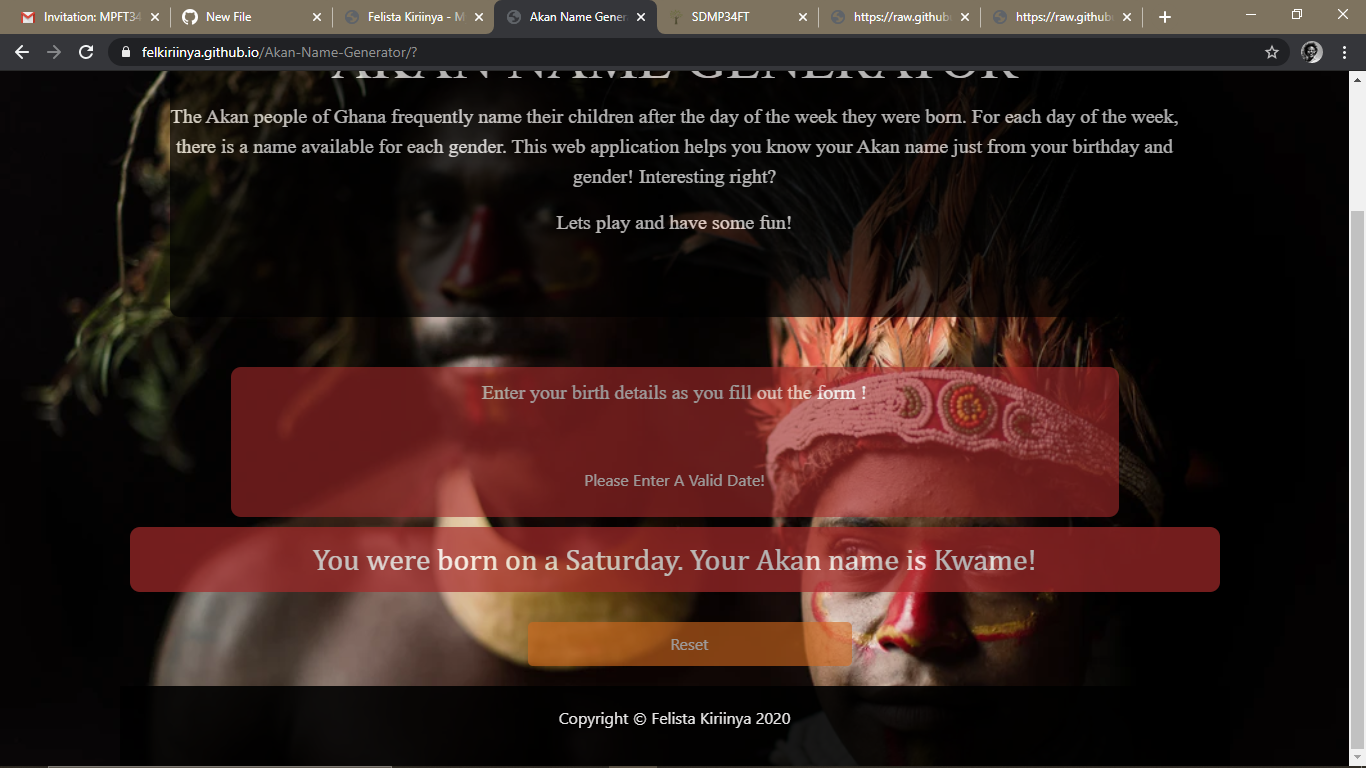 Invitation: MPFT34
New File
Felista Kiriinya - M
Akan Name Gener
SDMP34FT
https://raw.githubu
https://raw.githubu
felkiriinya.github.io/Akan-Name-Generator/?
AKAN NAME GENERATOR
The Akan people of Ghana frequently name their children after the day of the week they were born. For each day of the week,
there is a name available for each gender. This web application helps you know your Akan name just from your birthday and
gender! Interesting right?
Lets play and have some fun!
Enter your birth details as you fill out the form !
Please Enter A Valid Date!
You were born on a Saturday. Your Akan name is Kwame!
Reset
Copyright © Felista Kiriinya 2020